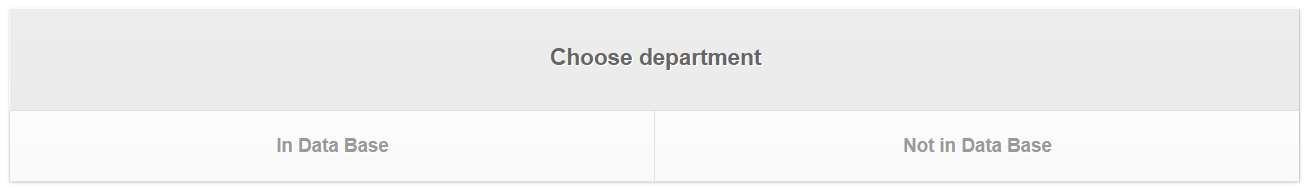 Choose department
In Data Base
Not in Data Base